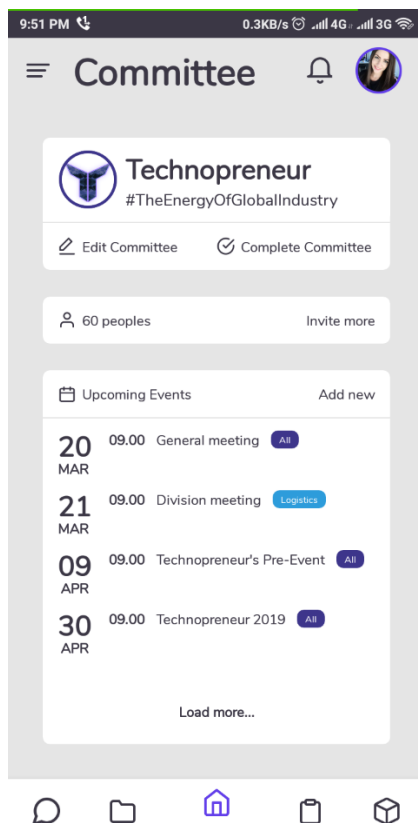 9:51 PM 0.3KB/s 4G 3G
Committee
Technopreneur
#TheEnergyOfGlobalIndustry
Edit Committee Complete Committee
60 peoples Invite more
Upcoming Events Add new
20 MAR 09.00 General meeting All
21 MAR 09.00 Division meeting Logistics
09 APR 09.00 Technopreneur's Pre-Event All
30 APR 09.00 Technopreneur 2019 All
Load more...